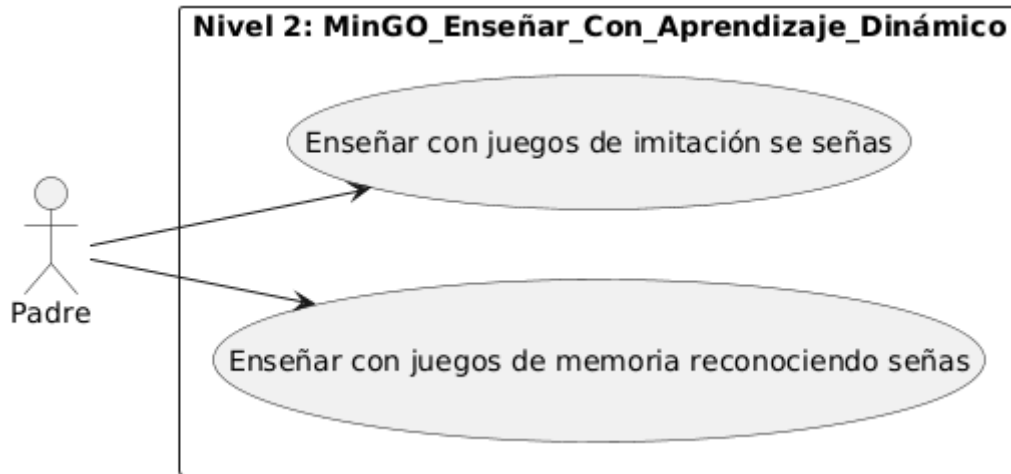 Nivel 2: MinGO_Enseñar_Con_Aprendizaje_Dinámico
Enseñar con juegos de imitación se señas
Padre
Enseñar con juegos de memoria reconociendo señas